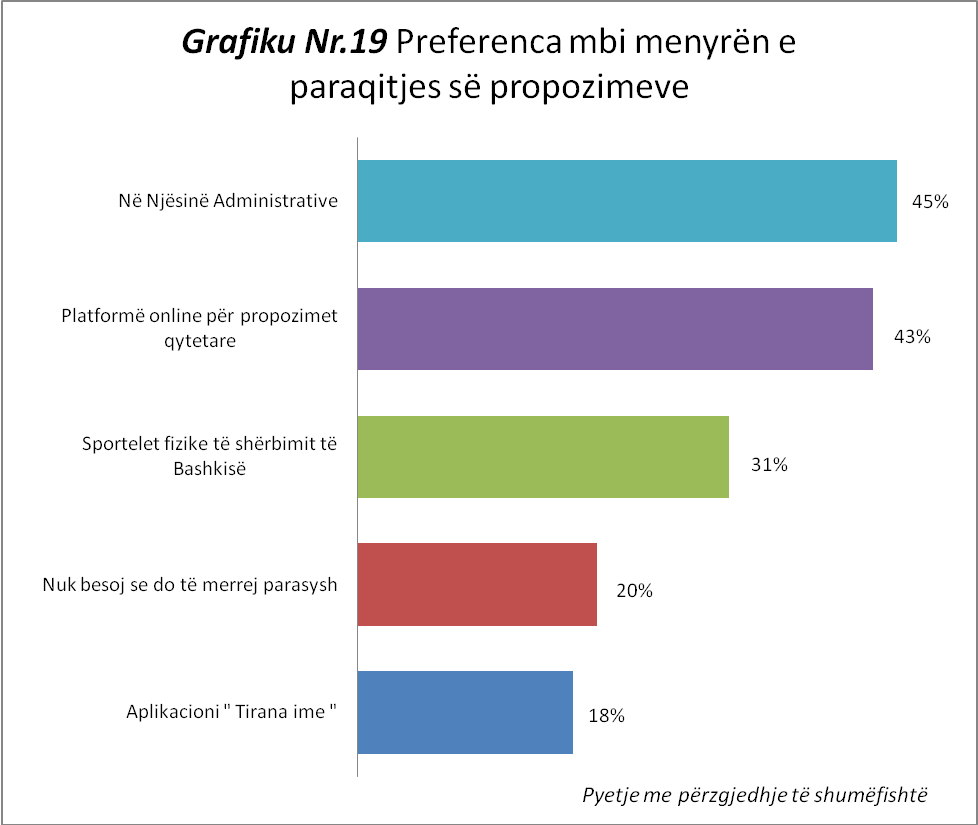 Grafiku Nr.19 Preferenca mbi menyrën e
paraqitjes së propozimeve
Në Njësinë Administrative
45%
Platformë online për propozimet
qytetare
43%
Sportelet fizike të shërbimit të
Bashkisë
31%
Nuk besoj se do të merrej parasysh
20%
Aplikacioni " Tirana ime "
18%
Pyetje me përzgjedhje të shumëfishtë